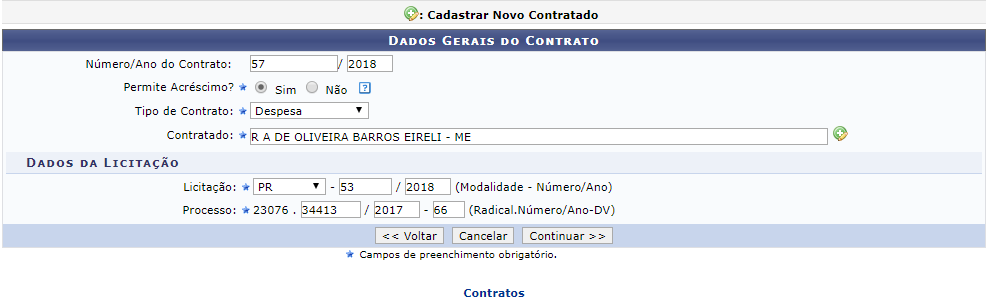 : Cadastrar Novo Contratado
Dados Gerais do Contrato
Número/Ano do Contrato: 57 / 2018
Permite Acréscimo? Sim Não ?
Tipo de Contrato: Despesa
Contratado: R A DE OLIVEIRA BARROS EIRELI - ME
Dados da Licitação
Licitação: PR - 53 / 2018 (Modalidade - Número/Ano)
Processo: 23076 . 34413 / 2017 - 66 (Radical.Número/Ano-DV)
<< Voltar Cancelar Continuar >>
Campos de preenchimento obrigatório.
Contratos